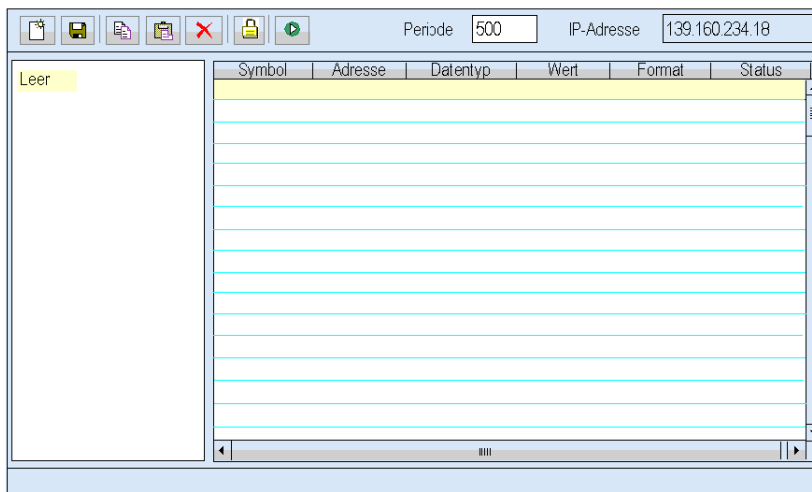 Periode 500 IP-Adresse 139.160.234.18
Leer
Symbol Adresse Datentyp Wert Format Status